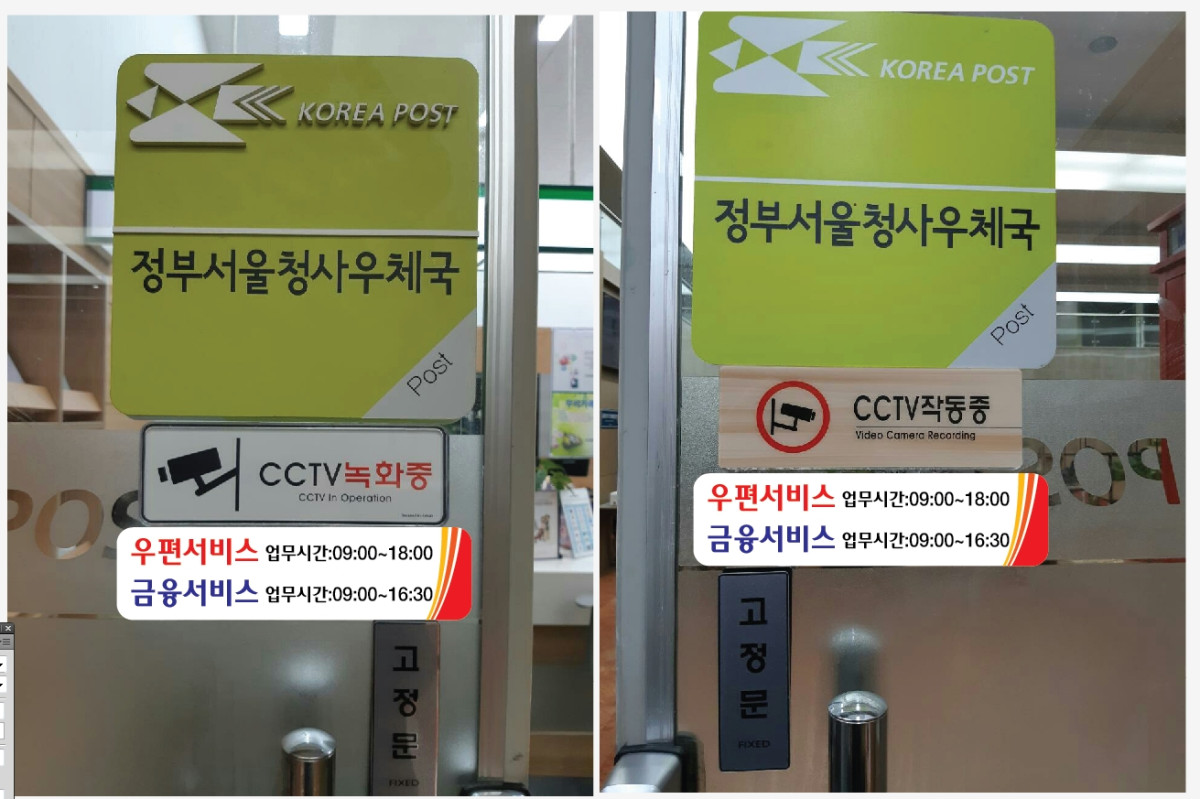 KOREA POST
정부서울청사우체국
Post
CCTV녹화중
CCTV In Operation
우편서비스 업무시간:09:00~18:00
금융서비스 업무시간:09:00~16:30
고정문
FIXED
KOREA POST
정부서울청사우체국
Post
CCTV작동중
Video Camera Recording
POS
우편서비스 업무시간:09:00~18:00
금융서비스 업무시간:09:00~16:30
고정문
FIXED